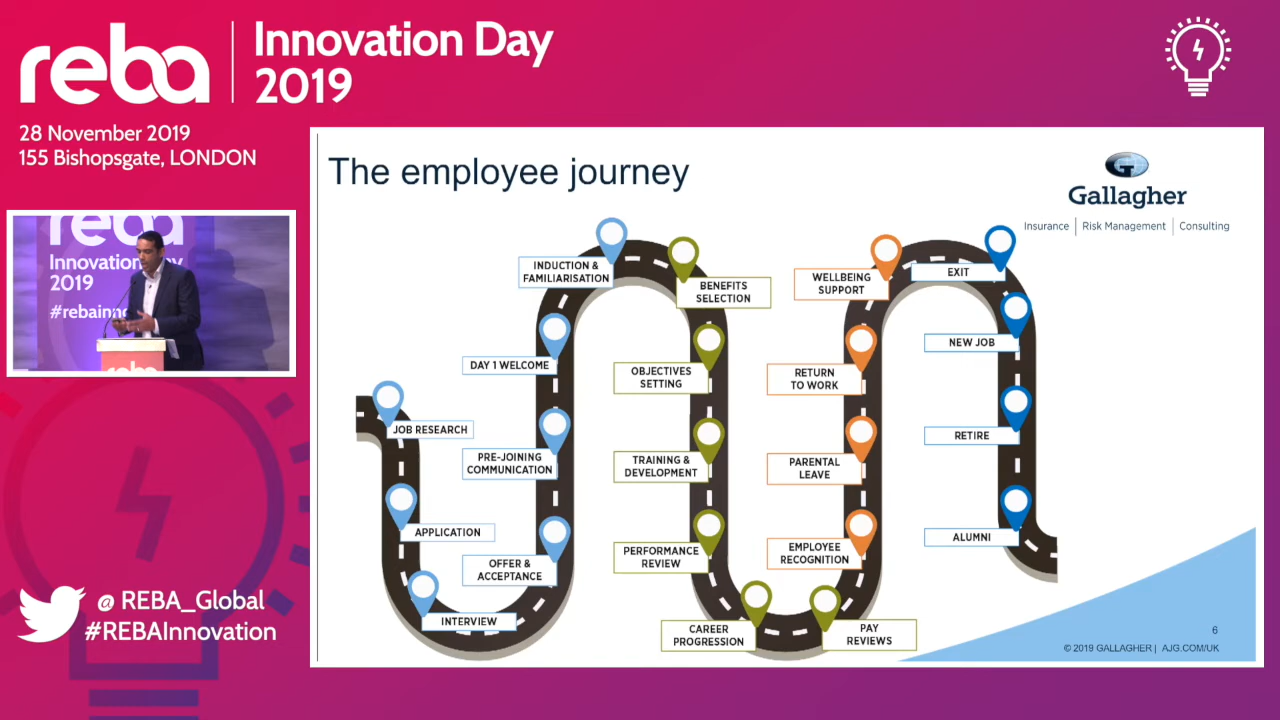 reba
Innovation Day
2019
28 November 2019
155 Bishopsgate, LONDON
reba
Innovation Day
2019
#rebainno
reba
@ REBA_Global
#REBAInnovation
The employee journey
G
Gallagher
Insurance | Risk Management | Consulting
JOB RESEARCH
APPLICATION
INTERVIEW
OFFER &
ACCEPTANCE
PRE-JOINING
COMMUNICATION
DAY 1 WELCOME
INDUCTION &
FAMILIARISATION
BENEFITS
SELECTION
OBJECTIVES
SETTING
TRAINING &
DEVELOPMENT
PERFORMANCE
REVIEW
CAREER
PROGRESSION
PAY
REVIEWS
EMPLOYEE
RECOGNITION
PARENTAL
LEAVE
RETURN
TO WORK
WELLBEING
SUPPORT
EXIT
NEW JOB
RETIRE
ALUMNI
6
© 2019 GALLAGHER | AJG.COM/UK